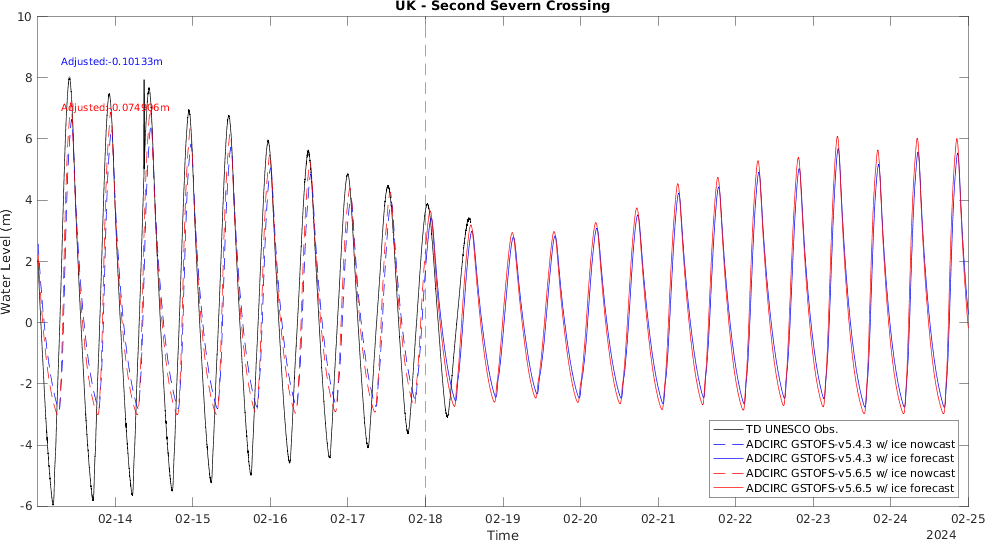 UK - Second Severn Crossing
10
8
6
4
2
0
-2
-4
-6
Water Level (m)
Adjusted:-0.10133m
Adjusted:-0.074906m
TD UNESCO Obs.
ADCIRC GSTOFS-v5.4.3 w/ ice nowcast
ADCIRC GSTOFS-v5.4.3 w/ ice forecast
ADCIRC GSTOFS-v5.6.5 w/ ice nowcast
ADCIRC GSTOFS-v5.6.5 w/ ice forecast
02-14 02-15 02-16 02-17 02-18 02-19 02-20 02-21 02-22 02-23 02-24 02-25
Time
2024